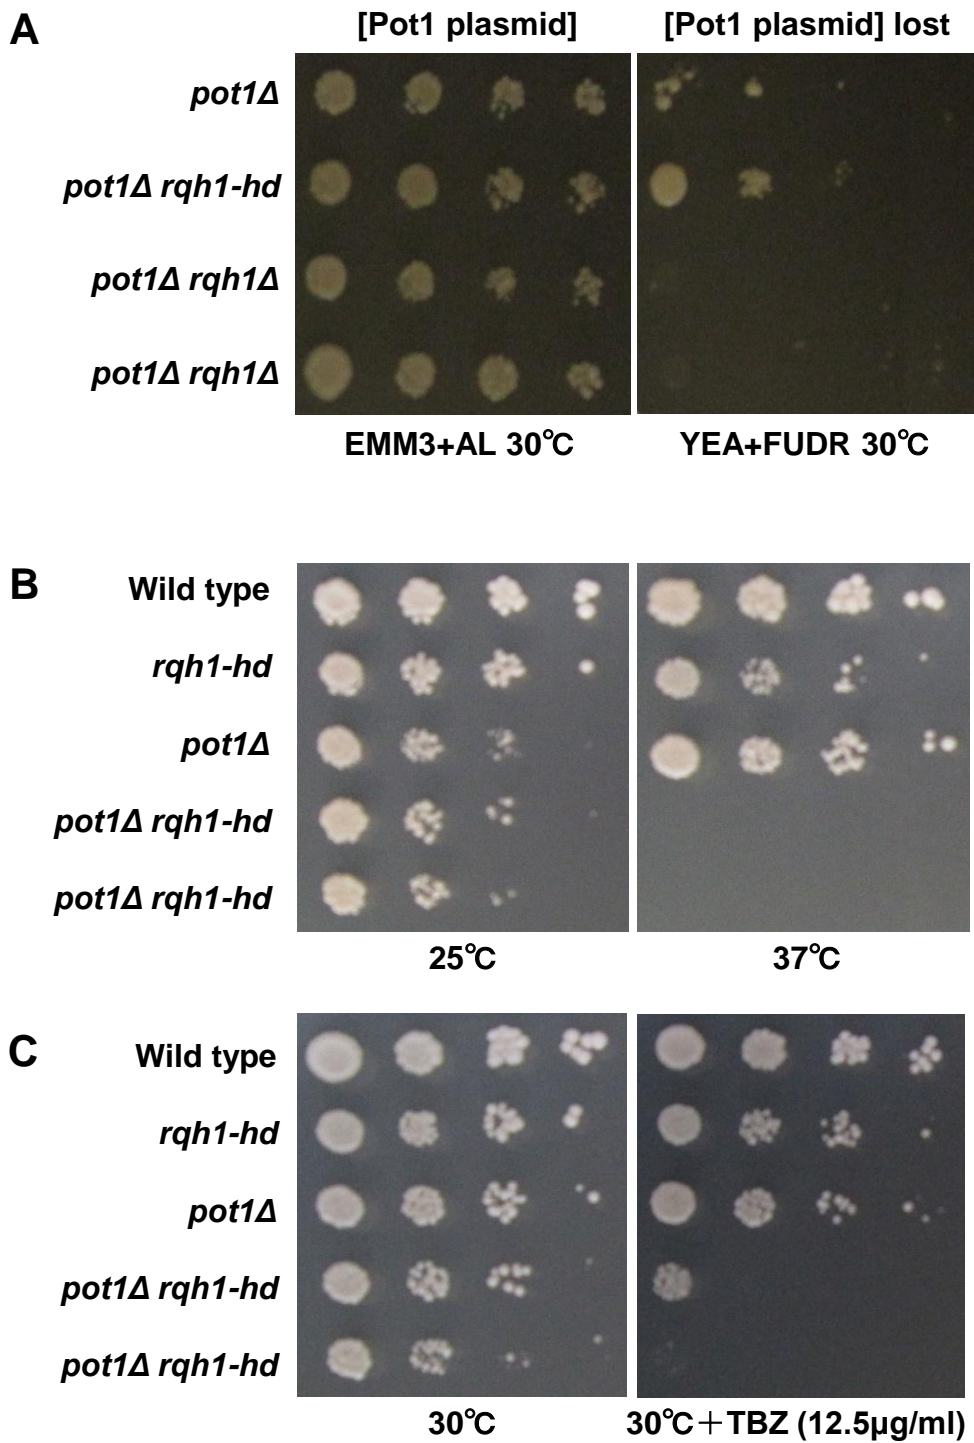 A
[Pot1 plasmid] [Pot1 plasmid] lost
pot1Δ
pot1Δ rqh1-hd
pot1Δ rqh1Δ
pot1Δ rqh1Δ
EMM3+AL 30℃ YEA+FUDR 30℃
B
Wild type
rqh1-hd
pot1Δ
pot1Δ rqh1-hd
pot1Δ rqh1-hd
25℃ 37℃
C
Wild type
rqh1-hd
pot1Δ
pot1Δ rqh1-hd
pot1Δ rqh1-hd
30℃ 30℃+TBZ (12.5μg/ml)